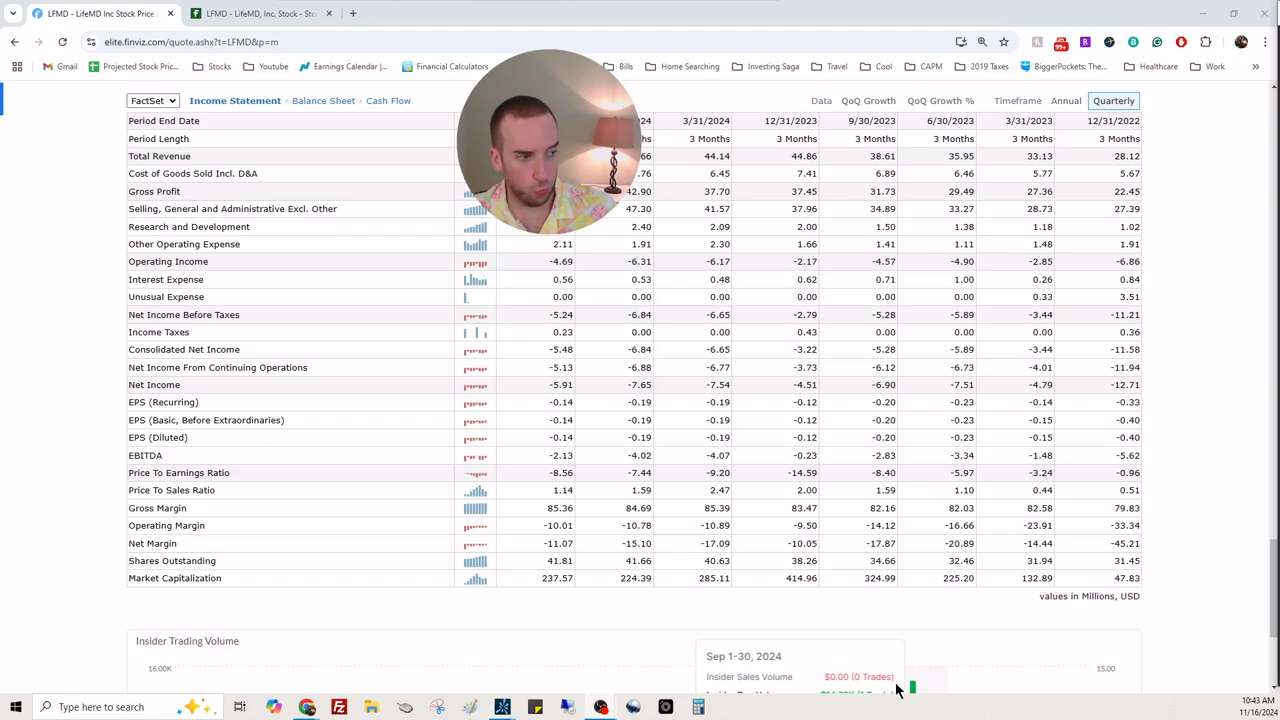 LFMD - LifeMD Inc Stock Price a
LFMD - LifeMD, Inc. Stock - Sto
elite.finviz.com/quote.ashx?t=LFMD&p=m
Gmail
Projected Stock Pric...
Stocks
Youtube
Earnings Calendar |...
Financial Calculators
Bills
Home Searching
Investing Saga
Travel
Cool
CAPM
2019 Taxes
BiggerPockets: The...
Healthcare
Work
FactSet Income Statement • Balance Sheet • Cash Flow Data QoQ Growth QoQ Growth % Timeframe Annual Quarterly
Period End Date 24 3/31/2024 12/31/2023 9/30/2023 6/30/2023 3/31/2023 12/31/2022
Period Length hs 3 Months 3 Months 3 Months 3 Months 3 Months 3 Months
Total Revenue .66 44.14 44.86 38.61 35.95 33.13 28.12
Cost of Goods Sold Incl. D&A .76 6.45 7.41 6.89 6.46 5.77 5.67
Gross Profit 42.90 37.70 37.45 31.73 29.49 27.36 22.45
Selling, General and Administrative Excl. Other 47.30 41.57 37.96 34.89 33.27 28.73 27.39
Research and Development 2.40 2.09 2.00 1.50 1.38 1.18 1.02
Other Operating Expense 2.11 1.91 2.30 1.66 1.41 1.11 1.48 1.91
Operating Income -4.69 -6.31 -6.17 -2.17 -4.57 -4.90 -2.85 -6.86
Interest Expense 0.56 0.53 0.48 0.62 0.71 1.00 0.26 0.84
Unusual Expense 0.00 0.00 0.00 0.00 0.00 0.00 0.33 3.51
Net Income Before Taxes -5.24 -6.84 -6.65 -2.79 -5.28 -5.89 -3.44 -11.21
Income Taxes 0.23 0.00 0.00 0.43 0.00 0.00 0.00 0.36
Consolidated Net Income -5.48 -6.84 -6.65 -3.22 -5.28 -5.89 -3.44 -11.58
Net Income From Continuing Operations -5.13 -6.88 -6.77 -3.73 -6.12 -6.73 -4.01 -11.94
Net Income -5.91 -7.65 -7.54 -4.51 -6.90 -7.51 -4.79 -12.71
EPS (Recurring) -0.14 -0.19 -0.19 -0.12 -0.20 -0.23 -0.14 -0.33
EPS (Basic, Before Extraordinaries) -0.14 -0.19 -0.19 -0.12 -0.20 -0.23 -0.15 -0.40
EPS (Diluted) -0.14 -0.19 -0.19 -0.12 -0.20 -0.23 -0.15 -0.40
EBITDA -2.13 -4.02 -4.07 -0.23 -2.83 -3.34 -1.48 -5.62
Price To Earnings Ratio -8.56 -7.44 -9.20 -14.59 -8.40 -5.97 -3.24 -0.96
Price To Sales Ratio 1.14 1.59 2.47 2.00 1.59 1.10 0.44 0.51
Gross Margin 85.36 84.69 85.39 83.47 82.16 82.03 82.58 79.83
Operating Margin -10.01 -10.78 -10.89 -9.50 -14.12 -16.66 -23.91 -33.34
Net Margin -11.07 -15.10 -17.09 -10.05 -17.87 -20.89 -14.44 -45.21
Shares Outstanding 41.81 41.66 40.63 38.26 34.66 32.46 31.94 31.45
Market Capitalization 237.57 224.39 285.11 414.96 324.99 225.20 132.89 47.83
values in Millions, USD
Insider Trading Volume
Sep 1-30, 2024
16.00K
15.00
Insider Sales Volume $0.00 (0 Trades)
Type here to search
10:43 AM
11/16/2024